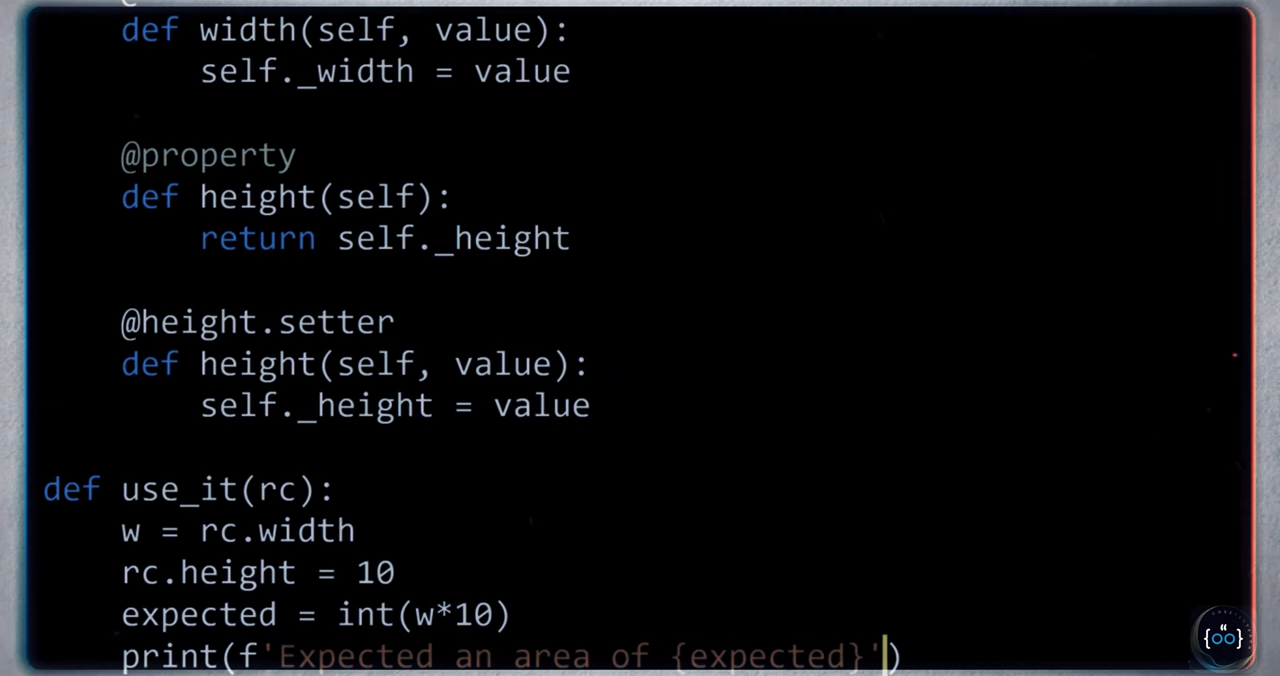 def width(self, value):
self._width = value
@property
def height(self):
return self._height
@height.setter
def height(self, value):
self._height = value
def use_it(rc):
w = rc.width
rc.height = 10
expected = int(w*10)
print(f'Expected an area of {expected}')